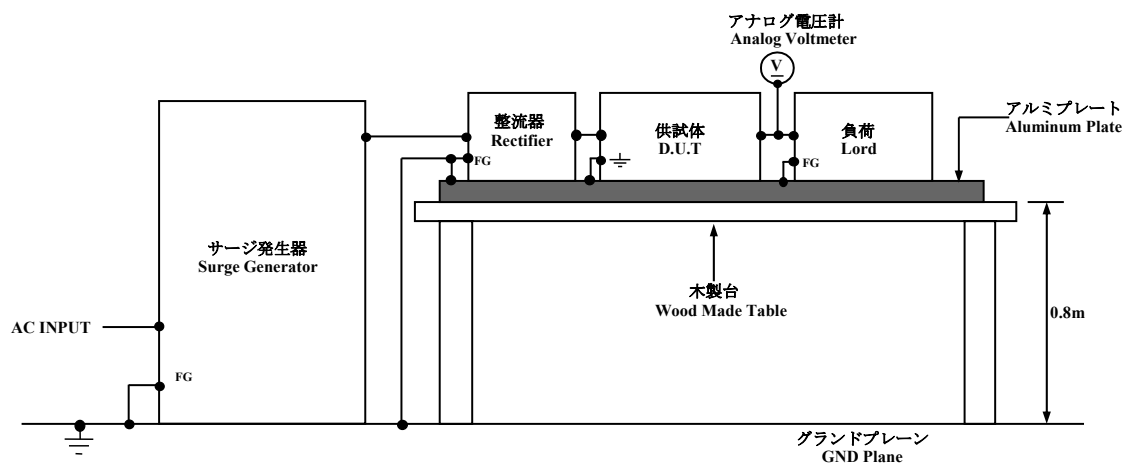 アナログ電圧計
Analog Voltmeter
V
整流器
Rectifier
供試体
D.U.T
負荷
Lord
アルミプレート
Aluminum Plate
FG
FG
サージ発生器
Surge Generator
木製台
Wood Made Table
0.8m
AC INPUT
FG
グランドプレーン
GND Plane